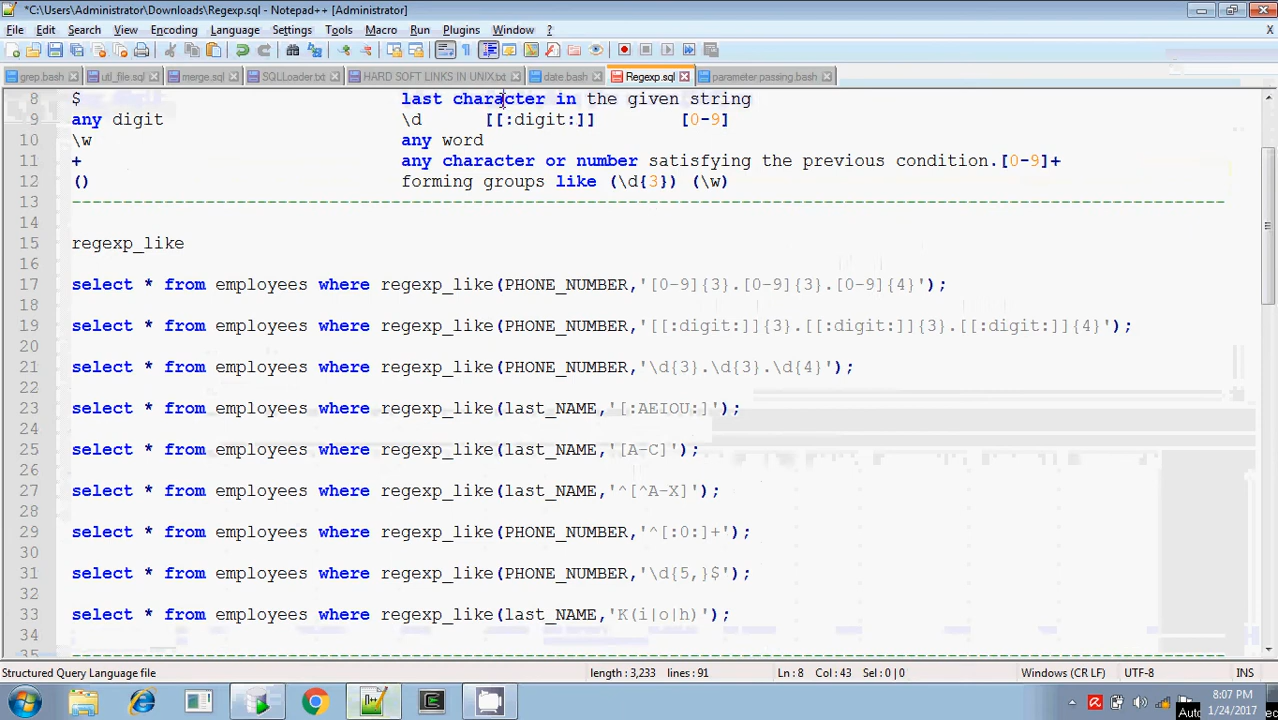 *C:\Users\Administrator\Downloads\Regexp.sql - Notepad++ [Administrator]
File Edit Search View Encoding Language Settings Tools Macro Run Plugins Window ? X
grep.bash utl_file.sql merge.sql SQLLoader.txt HARD SOFT LINKS IN UNIX.txt date.bash Regexp.sql parameter passing.bash
8 $ last character in the given string
9 any digit \d [[:digit:]] [0-9]
10 \w any word
11 + any character or number satisfying the previous condition.[0-9]+
12 () forming groups like (\d{3}) (\w)
13 ----------------------------------------------------------------------------------------------------------------
14
15 regexp_like
16
17 select * from employees where regexp_like(PHONE_NUMBER,'[0-9]{3}.[0-9]{3}.[0-9]{4}');
18
19 select * from employees where regexp_like(PHONE_NUMBER,'[[:digit:]]{3}.[[:digit:]]{3}.[[:digit:]]{4}');
20
21 select * from employees where regexp_like(PHONE_NUMBER,'\d{3}.\d{3}.\d{4}');
22
23 select * from employees where regexp_like(last_NAME,'[:AEIOU:]');
24
25 select * from employees where regexp_like(last_NAME,'[A-C]');
26
27 select * from employees where regexp_like(last_NAME,'^[^A-X]');
28
29 select * from employees where regexp_like(PHONE_NUMBER,'^[:0:]+');
30
31 select * from employees where regexp_like(PHONE_NUMBER,'\d{5,}$');
32
33 select * from employees where regexp_like(last_NAME,'K(i|o|h)');
34
Structured Query Language file length : 3,233 lines : 91 Ln : 8 Col : 43 Sel : 0 | 0 Windows (CR LF) UTF-8 INS
8:07 PM
1/24/2017